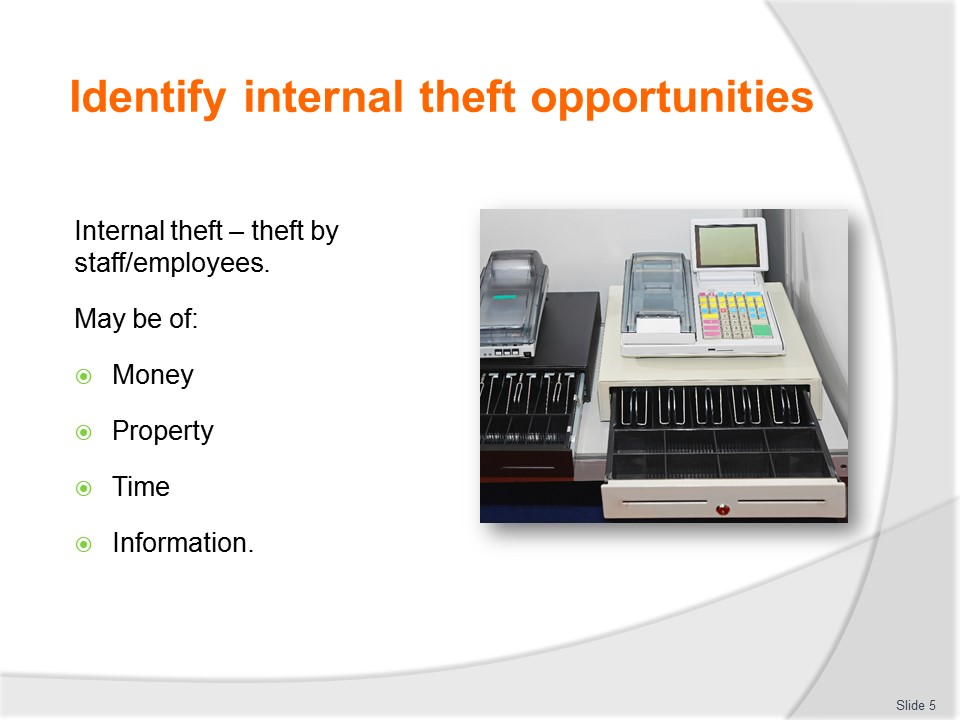 Identify internal theft opportunities
Internal theft – theft by
staff/employees.
May be of:
Money
Property
Time
Information.
Slide 5